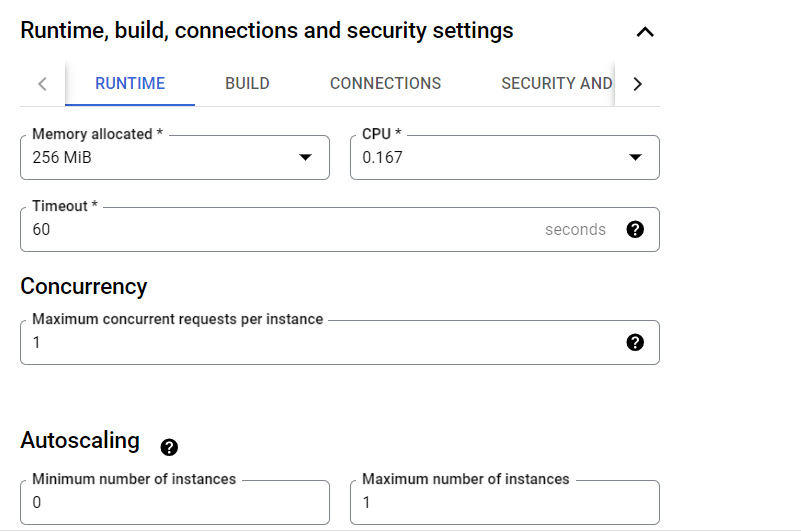 Runtime, build, connections and security settings
RUNTIME BUILD CONNECTIONS SECURITY AND
Memory allocated * CPU *
256 MiB 0.167
Timeout *
60 seconds
Concurrency
Maximum concurrent requests per instance
1
Autoscaling
Minimum number of instances Maximum number of instances
0 1